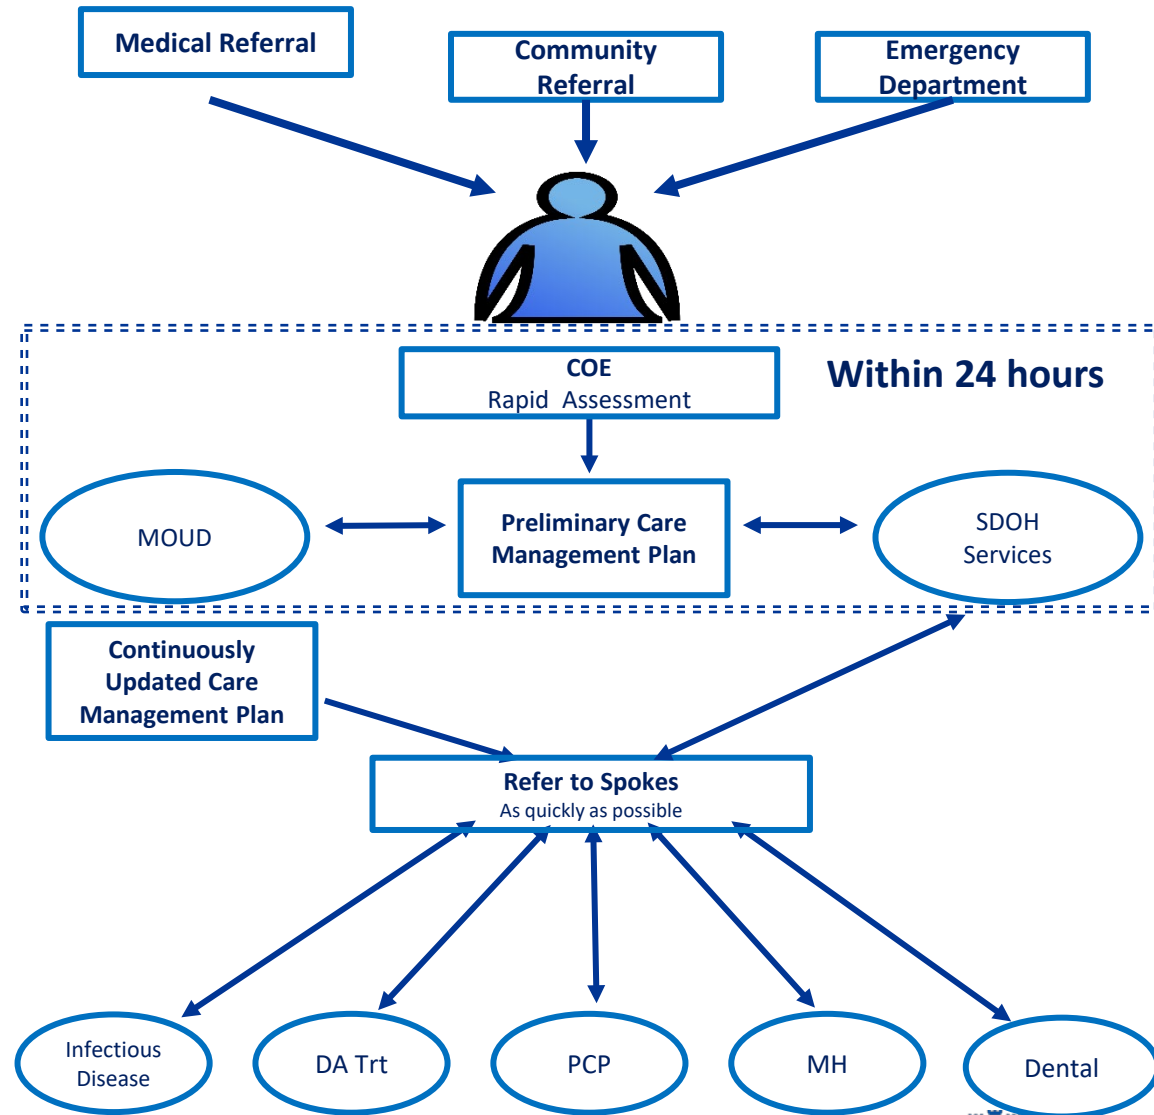 Medical Referral
Community
Referral
Emergency
Department
COE
Rapid Assessment
Within 24 hours
MOUD
Preliminary Care
Management Plan
SDOH
Services
Continuously
Updated Care
Management Plan
Refer to Spokes
As quickly as possible
Infectious
Disease
DA Trt
PCP
MH
Dental